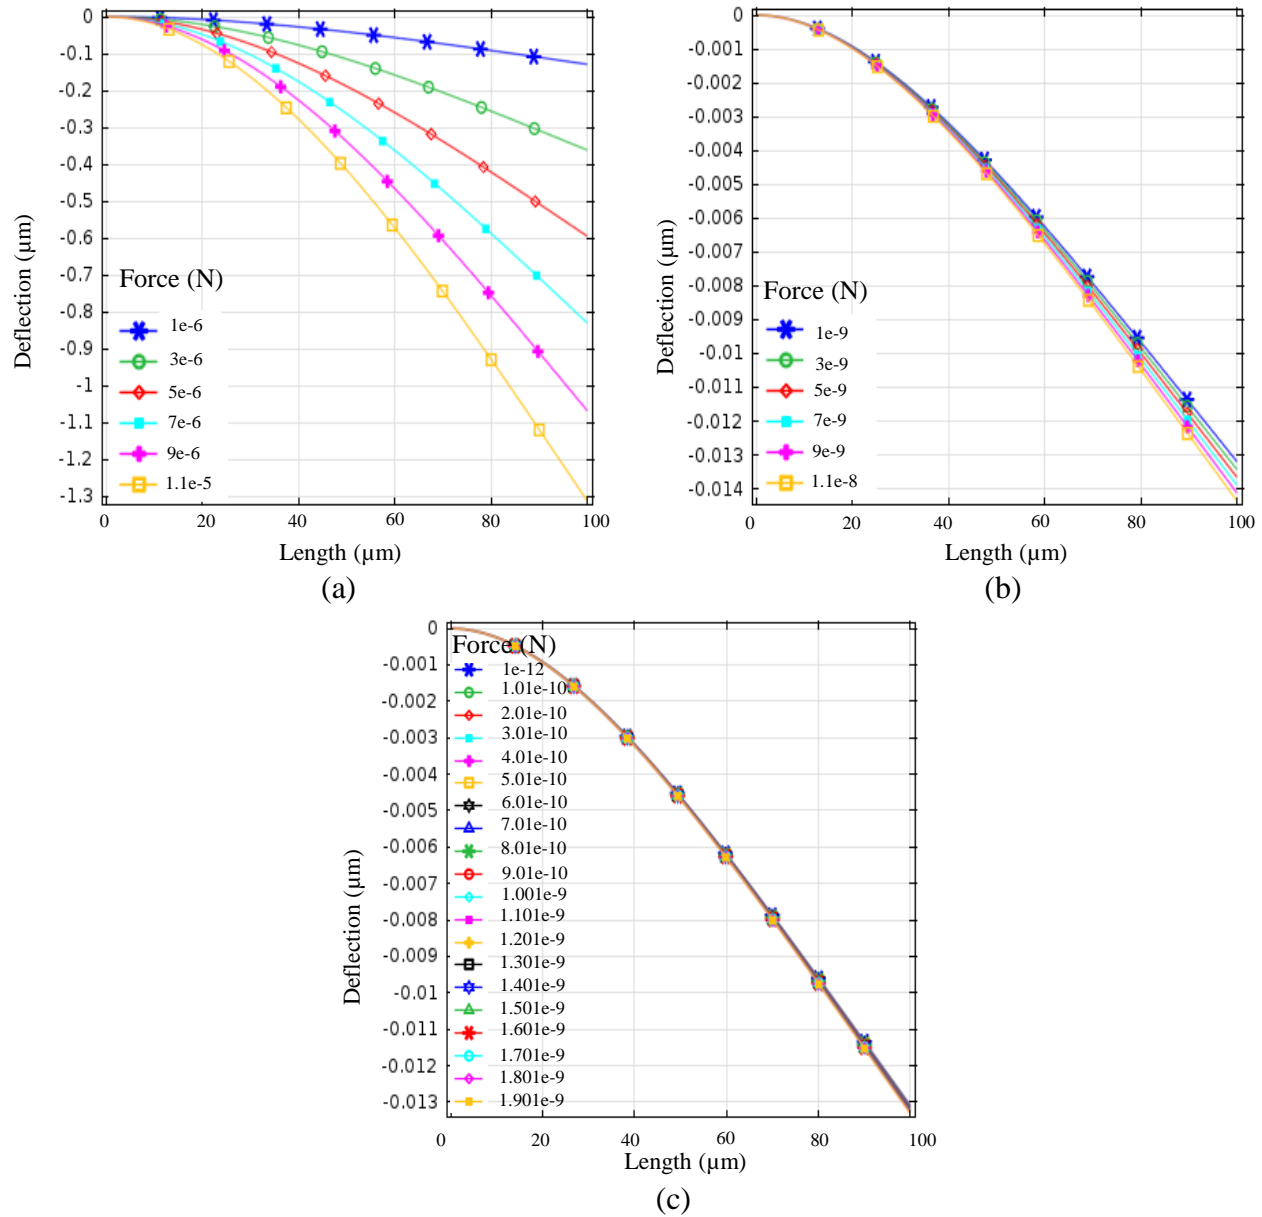 0
-0.1
-0.2
-0.3
-0.4
-0.5
-0.6
-0.7
-0.8
-0.9
-1
-1.1
-1.2
-1.3
Deflection (µm)
Force (N)
1e-6
3e-6
5e-6
7e-6
9e-6
1.1e-5
0 20 40 60 80 100
Length (µm)
(a)
0
-0.001
-0.002
-0.003
-0.004
-0.005
-0.006
-0.007
-0.008
-0.009
-0.01
-0.011
-0.012
-0.013
-0.014
Deflection (µm)
Force (N)
1e-9
3e-9
5e-9
7e-9
9e-9
1.1e-8
0 20 40 60 80 100
Length (µm)
(b)
0
-0.001
-0.002
-0.003
-0.004
-0.005
-0.006
-0.007
-0.008
-0.009
-0.01
-0.011
-0.012
-0.013
Deflection (µm)
Force (N)
1e-12
1.01e-10
2.01e-10
3.01e-10
4.01e-10
5.01e-10
6.01e-10
7.01e-10
8.01e-10
9.01e-10
1.001e-9
1.101e-9
1.201e-9
1.301e-9
1.401e-9
1.501e-9
1.601e-9
1.701e-9
1.801e-9
1.901e-9
0 20 40 60 80 100
Length (µm)
(c)